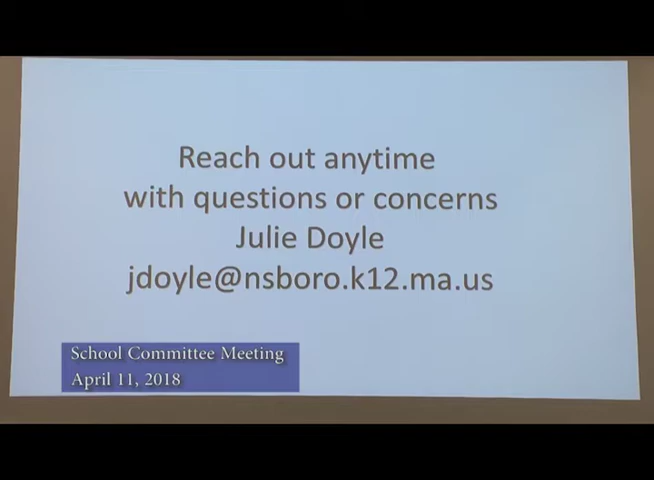 Reach out anytime
with questions or concerns
Julie Doyle
jdoyle@nsboro.k12.ma.us
School Committee Meeting
April 11, 2018